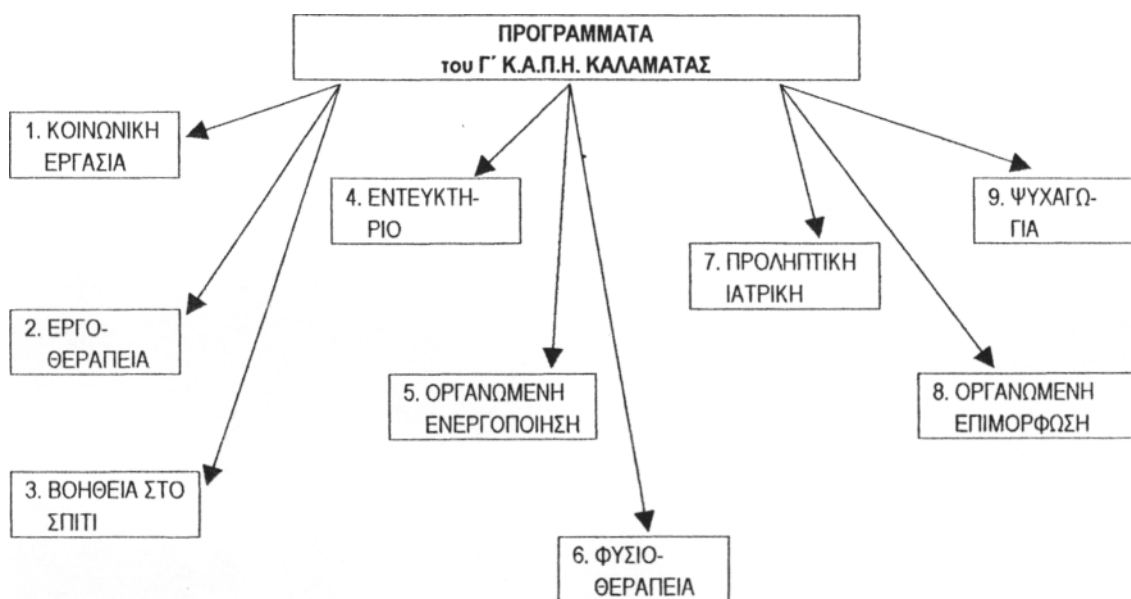 ΠΡΟΓΡΑΜΜΑΤΑ
του Γ΄ Κ.Α.Π.Η. ΚΑΛΑΜΑΤΑΣ
1. ΚΟΙΝΩΝΙΚΗ
ΕΡΓΑΣΙΑ
2. ΕΡΓΟ-
ΘΕΡΑΠΕΙΑ
3. ΒΟΗΘΕΙΑ ΣΤΟ
ΣΠΙΤΙ
4. ΕΝΤΕΥΚΤΗ-
ΡΙΟ
5. ΟΡΓΑΝΩΜΕΝΗ
ΕΝΕΡΓΟΠΟΙΗΣΗ
6. ΦΥΣΙΟ-
ΘΕΡΑΠΕΙΑ
7. ΠΡΟΛΗΠΤΙΚΗ
ΙΑΤΡΙΚΗ
8. ΟΡΓΑΝΩΜΕΝΗ
ΕΠΙΜΟΡΦΩΣΗ
9. ΨΥΧΑΓΩ-
ΓΙΑ